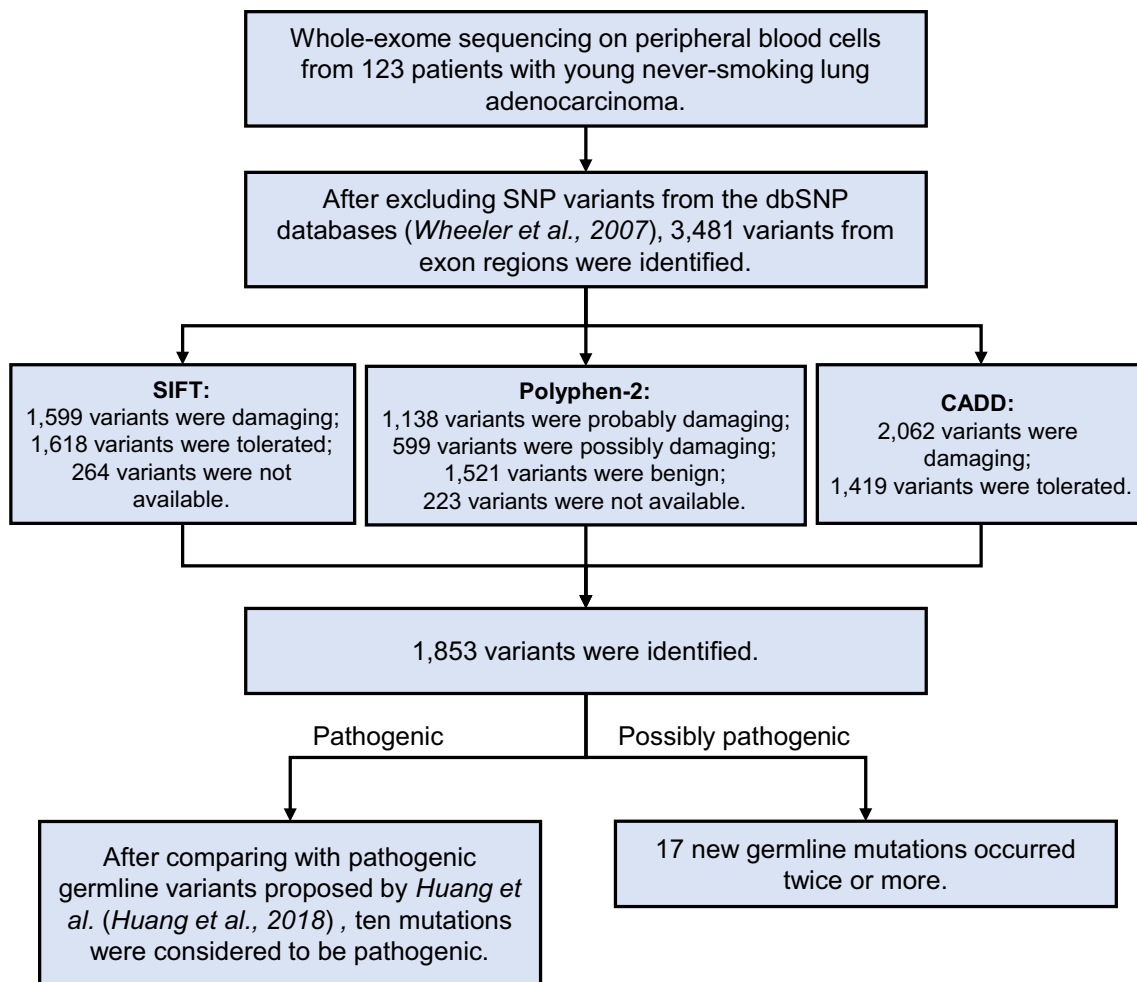 Whole-exome sequencing on peripheral blood cells
from 123 patients with young never-smoking lung
adenocarcinoma.
After excluding SNP variants from the dbSNP
databases (Wheeler et al., 2007), 3,481 variants from
exon regions were identified.
SIFT:
1,599 variants were damaging;
1,618 variants were tolerated;
264 variants were not
available.
Polyphen-2:
1,138 variants were probably damaging;
599 variants were possibly damaging;
1,521 variants were benign;
223 variants were not available.
CADD:
2,062 variants were
damaging;
1,419 variants were tolerated.
1,853 variants were identified.
Pathogenic
Possibly pathogenic
After comparing with pathogenic
germline variants proposed by Huang et
al. (Huang et al., 2018) , ten mutations
were considered to be pathogenic.
17 new germline mutations occurred
twice or more.